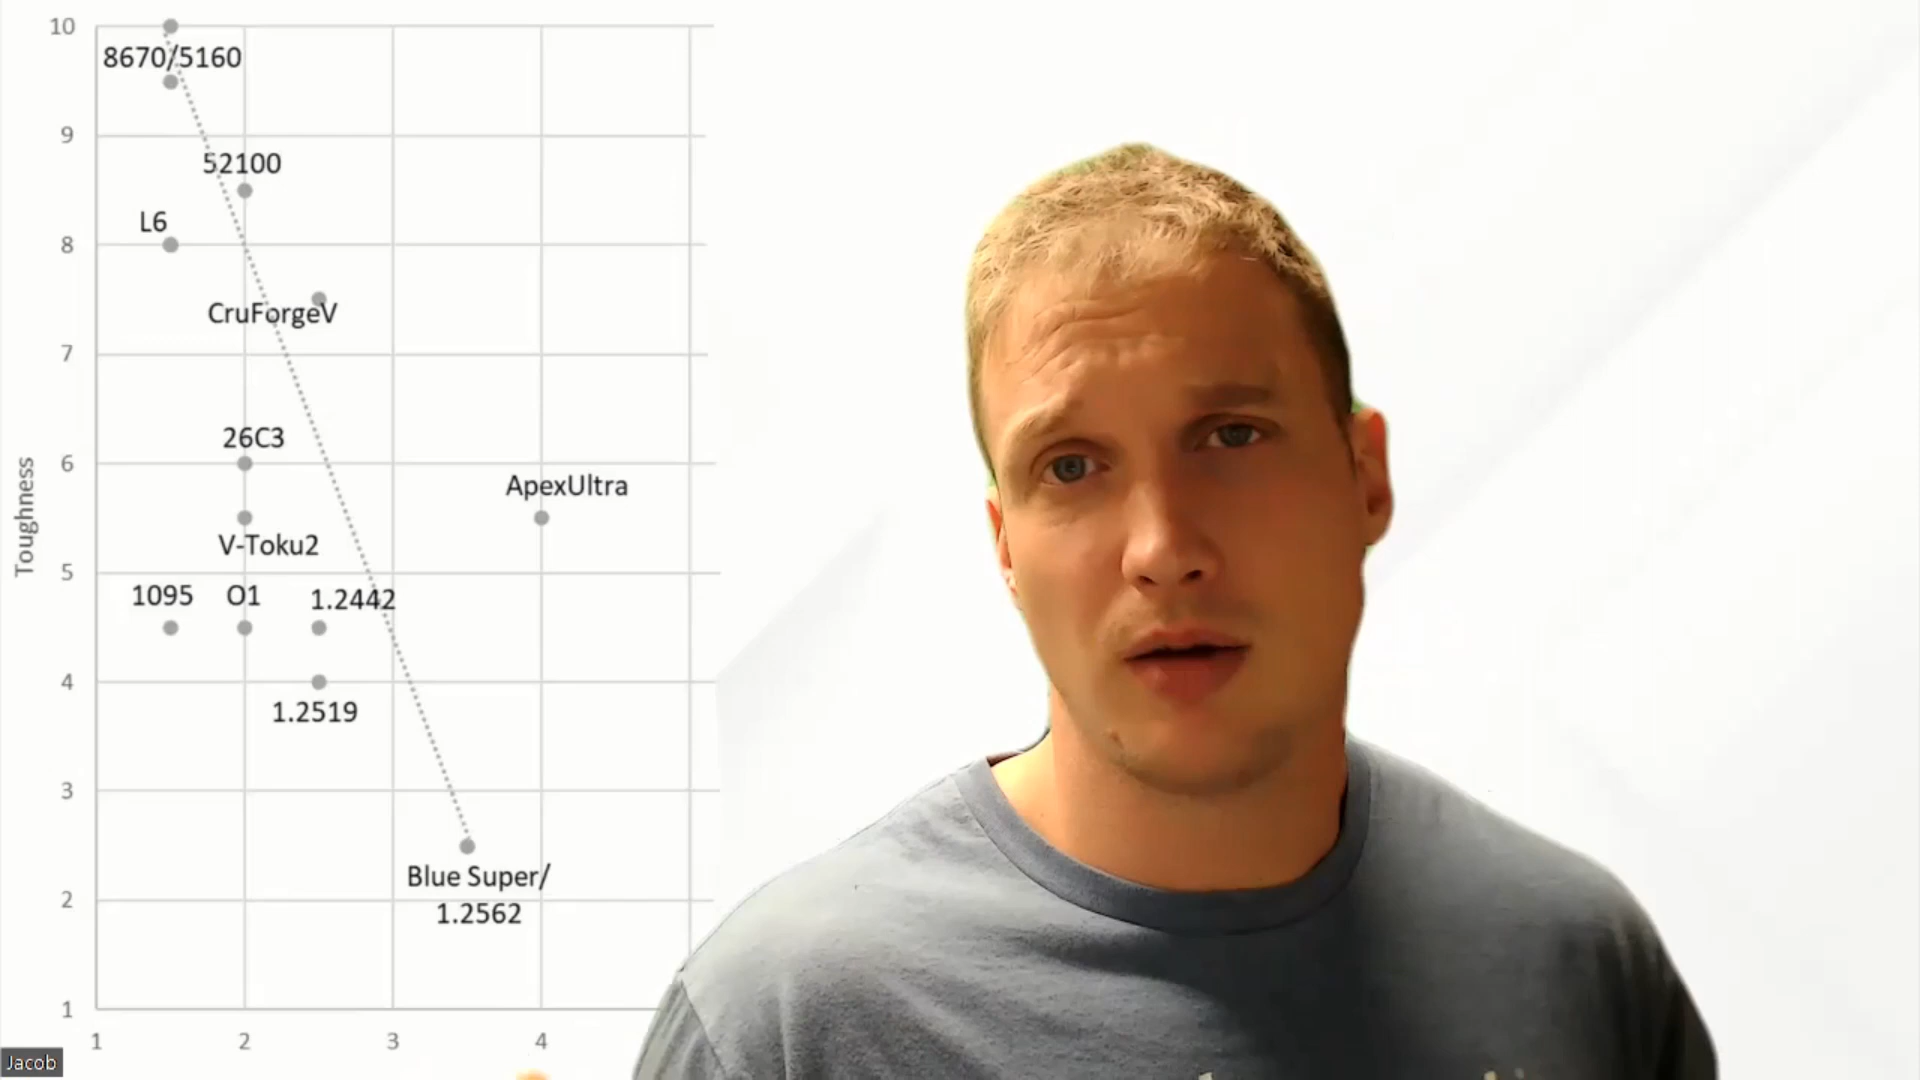 10
8670/5160
9
52100
L6
8
CruForgeV
7
26C3
6
ApexUltra
Toughness
V-Toku2
5
1095
O1
1.2442
4
1.2519
3
Blue Super/
1.2562
2
1
1
2
3
4
Jacob